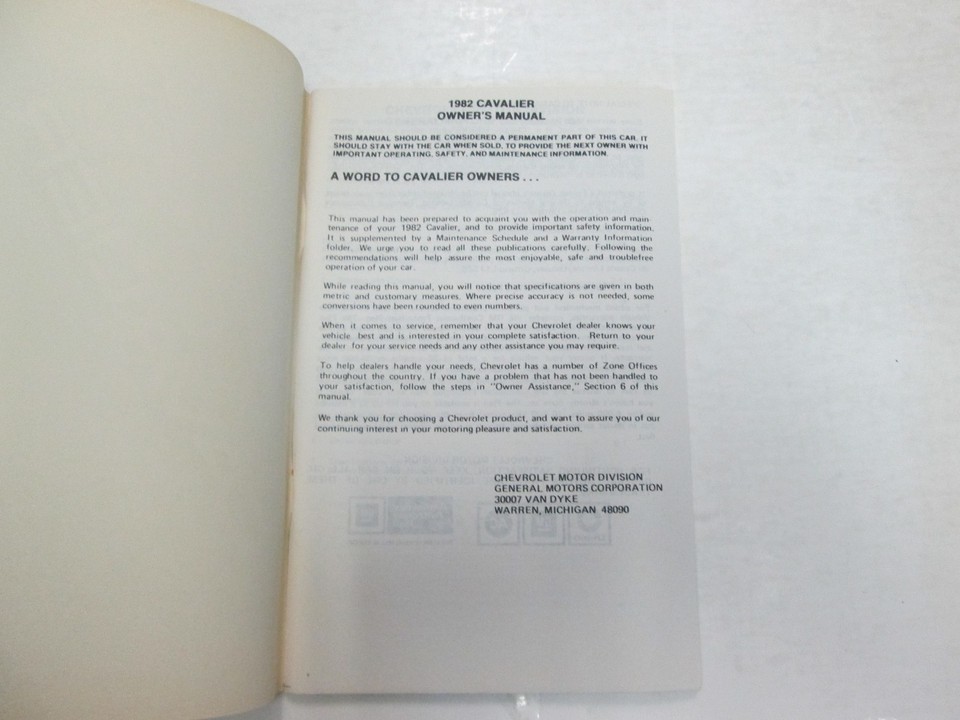 1982 CAVALIER
OWNER'S MANUAL
THIS MANUAL SHOULD BE CONSIDERED A PERMANENT PART OF THIS CAR. IT
SHOULD STAY WITH THE CAR WHEN SOLD, TO PROVIDE THE NEXT OWNER WITH
IMPORTANT OPERATING, SAFETY, AND MAINTENANCE INFORMATION.
A WORD TO CAVALIER OWNERS . . .
This manual has been prepared to acquaint you with the operation and main-
tenance of your 1982 Cavalier, and to provide important safety information.
It is supplemented by a Maintenance Schedule and a Warranty Information
folder. We urge you to read all these publications carefully. Following the
recommendations will help assure the most enjoyable, safe and troublefree
operation of your car.
While reading this manual, you will notice that specifications are given in both
metric and customary measures. Where precise accuracy is not needed, some
conversions have been rounded to even numbers.
When it comes to service, remember that your Chevrolet dealer knows your
vehicle best and is interested in your complete satisfaction. Return to your
dealer for your service needs and any other assistance you may require.
To help dealers handle your needs, Chevrolet has a number of Zone Offices
throughout the country. If you have a problem that has not been handled to
your satisfaction, follow the steps in "Owner Assistance," Section 6 of this
manual.
We thank you for choosing a Chevrolet product, and want to assure you of our
continuing interest in your motoring pleasure and satisfaction.
CHEVROLET MOTOR DIVISION
GENERAL MOTORS CORPORATION
30007 VAN DYKE
WARREN, MICHIGAN 48090